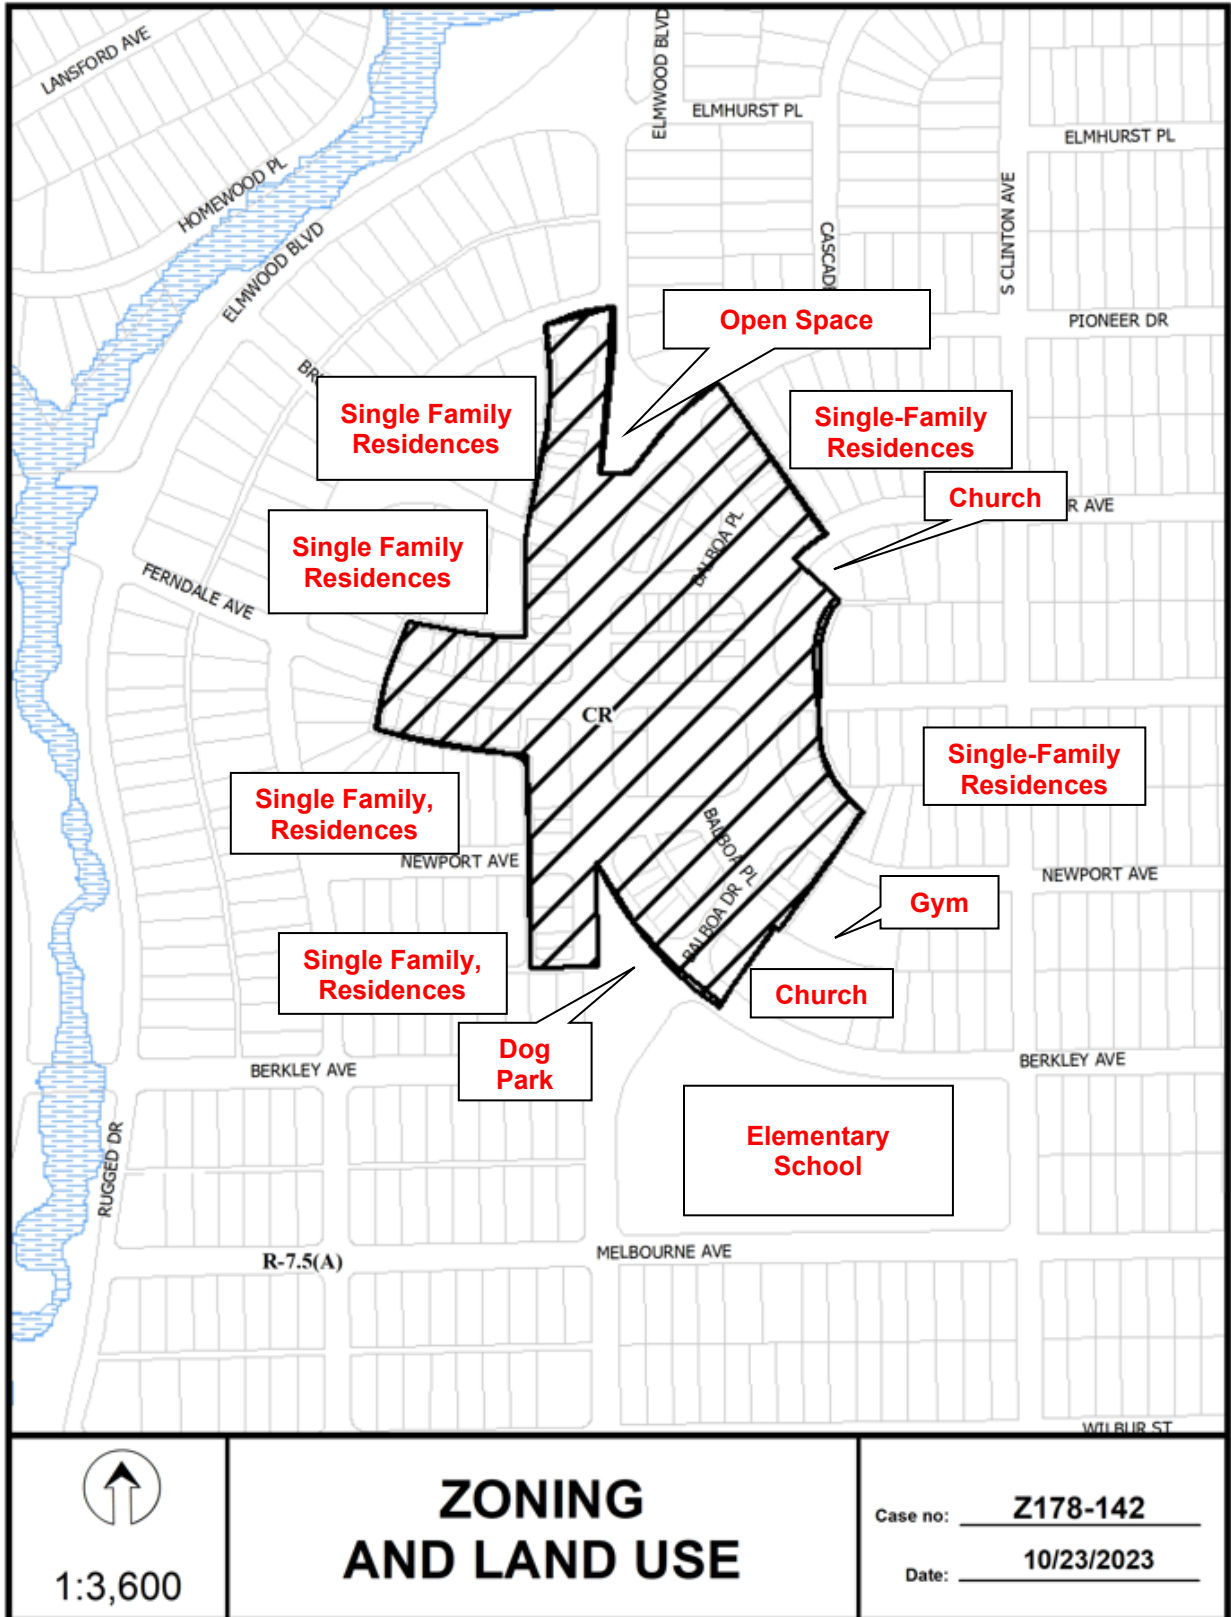 LANSFORD AVE
ELMWOOD BLVD
ELMHURST PL
ELMHURST PL
HOMEWOOD PL
S CLINTON AVE
ELMWOOD BLVD
CASCADE
PIONEER DR
Open Space
Single Family
Residences
Single-Family
Residences
Church
R AVE
BALBOA PL
Single Family
Residences
FERNDALE AVE
CR
Single-Family
Residences
Single Family,
Residences
BALBOA PL
NEWPORT AVE
NEWPORT AVE
Gym
BALBOA DR
Single Family,
Residences
Church
Dog
Park
BERKLEY AVE
BERKLEY AVE
Elementary
School
RUGGED DR
MELBOURNE AVE
R-7.5(A)
WILBUR ST
1:3,600
ZONING
AND LAND USE
Case no: Z178-142
Date: 10/23/2023